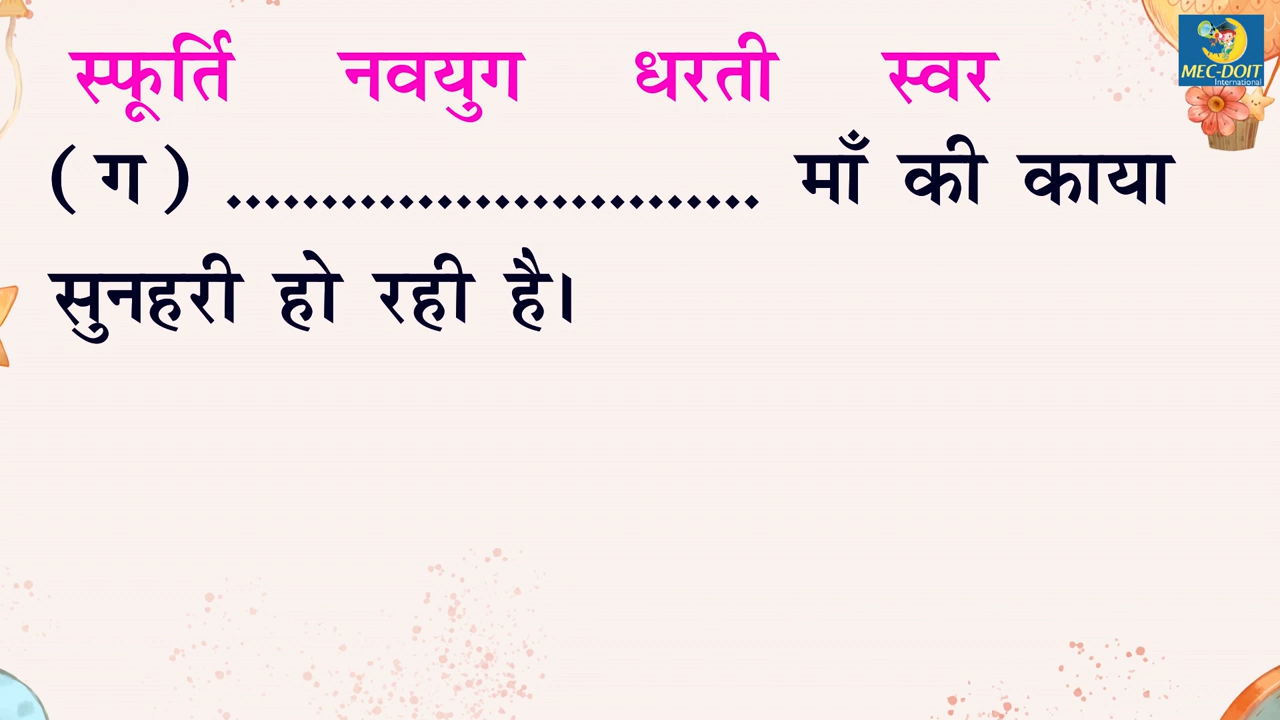 स्फूर्ति नवयुग धरती स्वर
MEC-DOIT
International
(ग) ............................ माँ की काया
सुनहरी हो रही है।